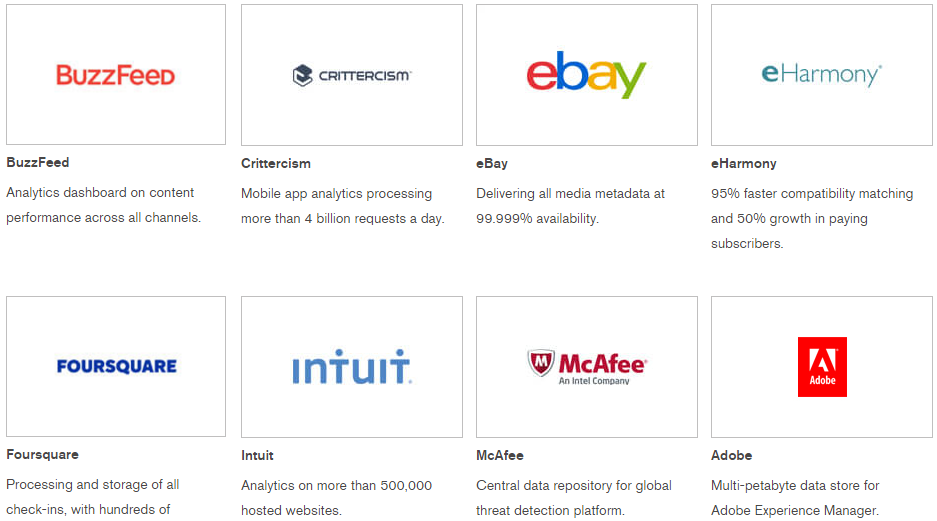 BuzzFeed
CRITTERCISM
ebay
eHarmony®
BuzzFeed
Crittercism
eBay
eHarmony
Analytics dashboard on content
performance across all channels.
Mobile app analytics processing
more than 4 billion requests a day.
Delivering all media metadata at
99.999% availability.
95% faster compatibility matching
and 50% growth in paying
subscribers.
FOURSQUARE
intuit
McAfee
An Intel Company
Adobe
Foursquare
Intuit
McAfee
Adobe
Processing and storage of all
check-ins, with hundreds of
Analytics on more than 500,000
hosted websites.
Central data repository for global
threat detection platform.
Multi-petabyte data store for
Adobe Experience Manager.